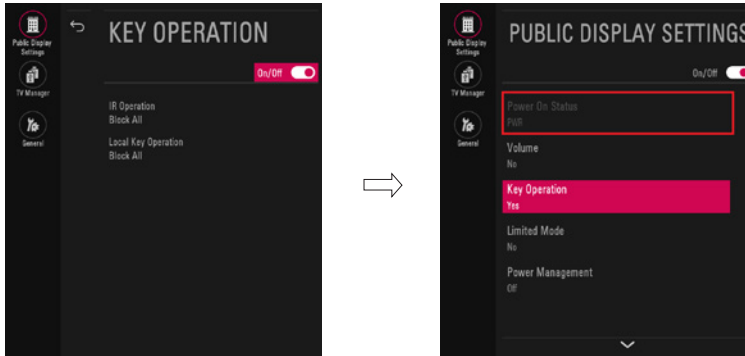 Public Display
Settings
TV Manager
General
KEY OPERATION
On/Off
IR Operation
Block All
Local Key Operation
Block All
Public Display
Settings
TV Manager
General
PUBLIC DISPLAY SETTINGS
On/Off
Power On Status
PWR
Volume
No
Key Operation
Yes
Limited Mode
No
Power Management
Off